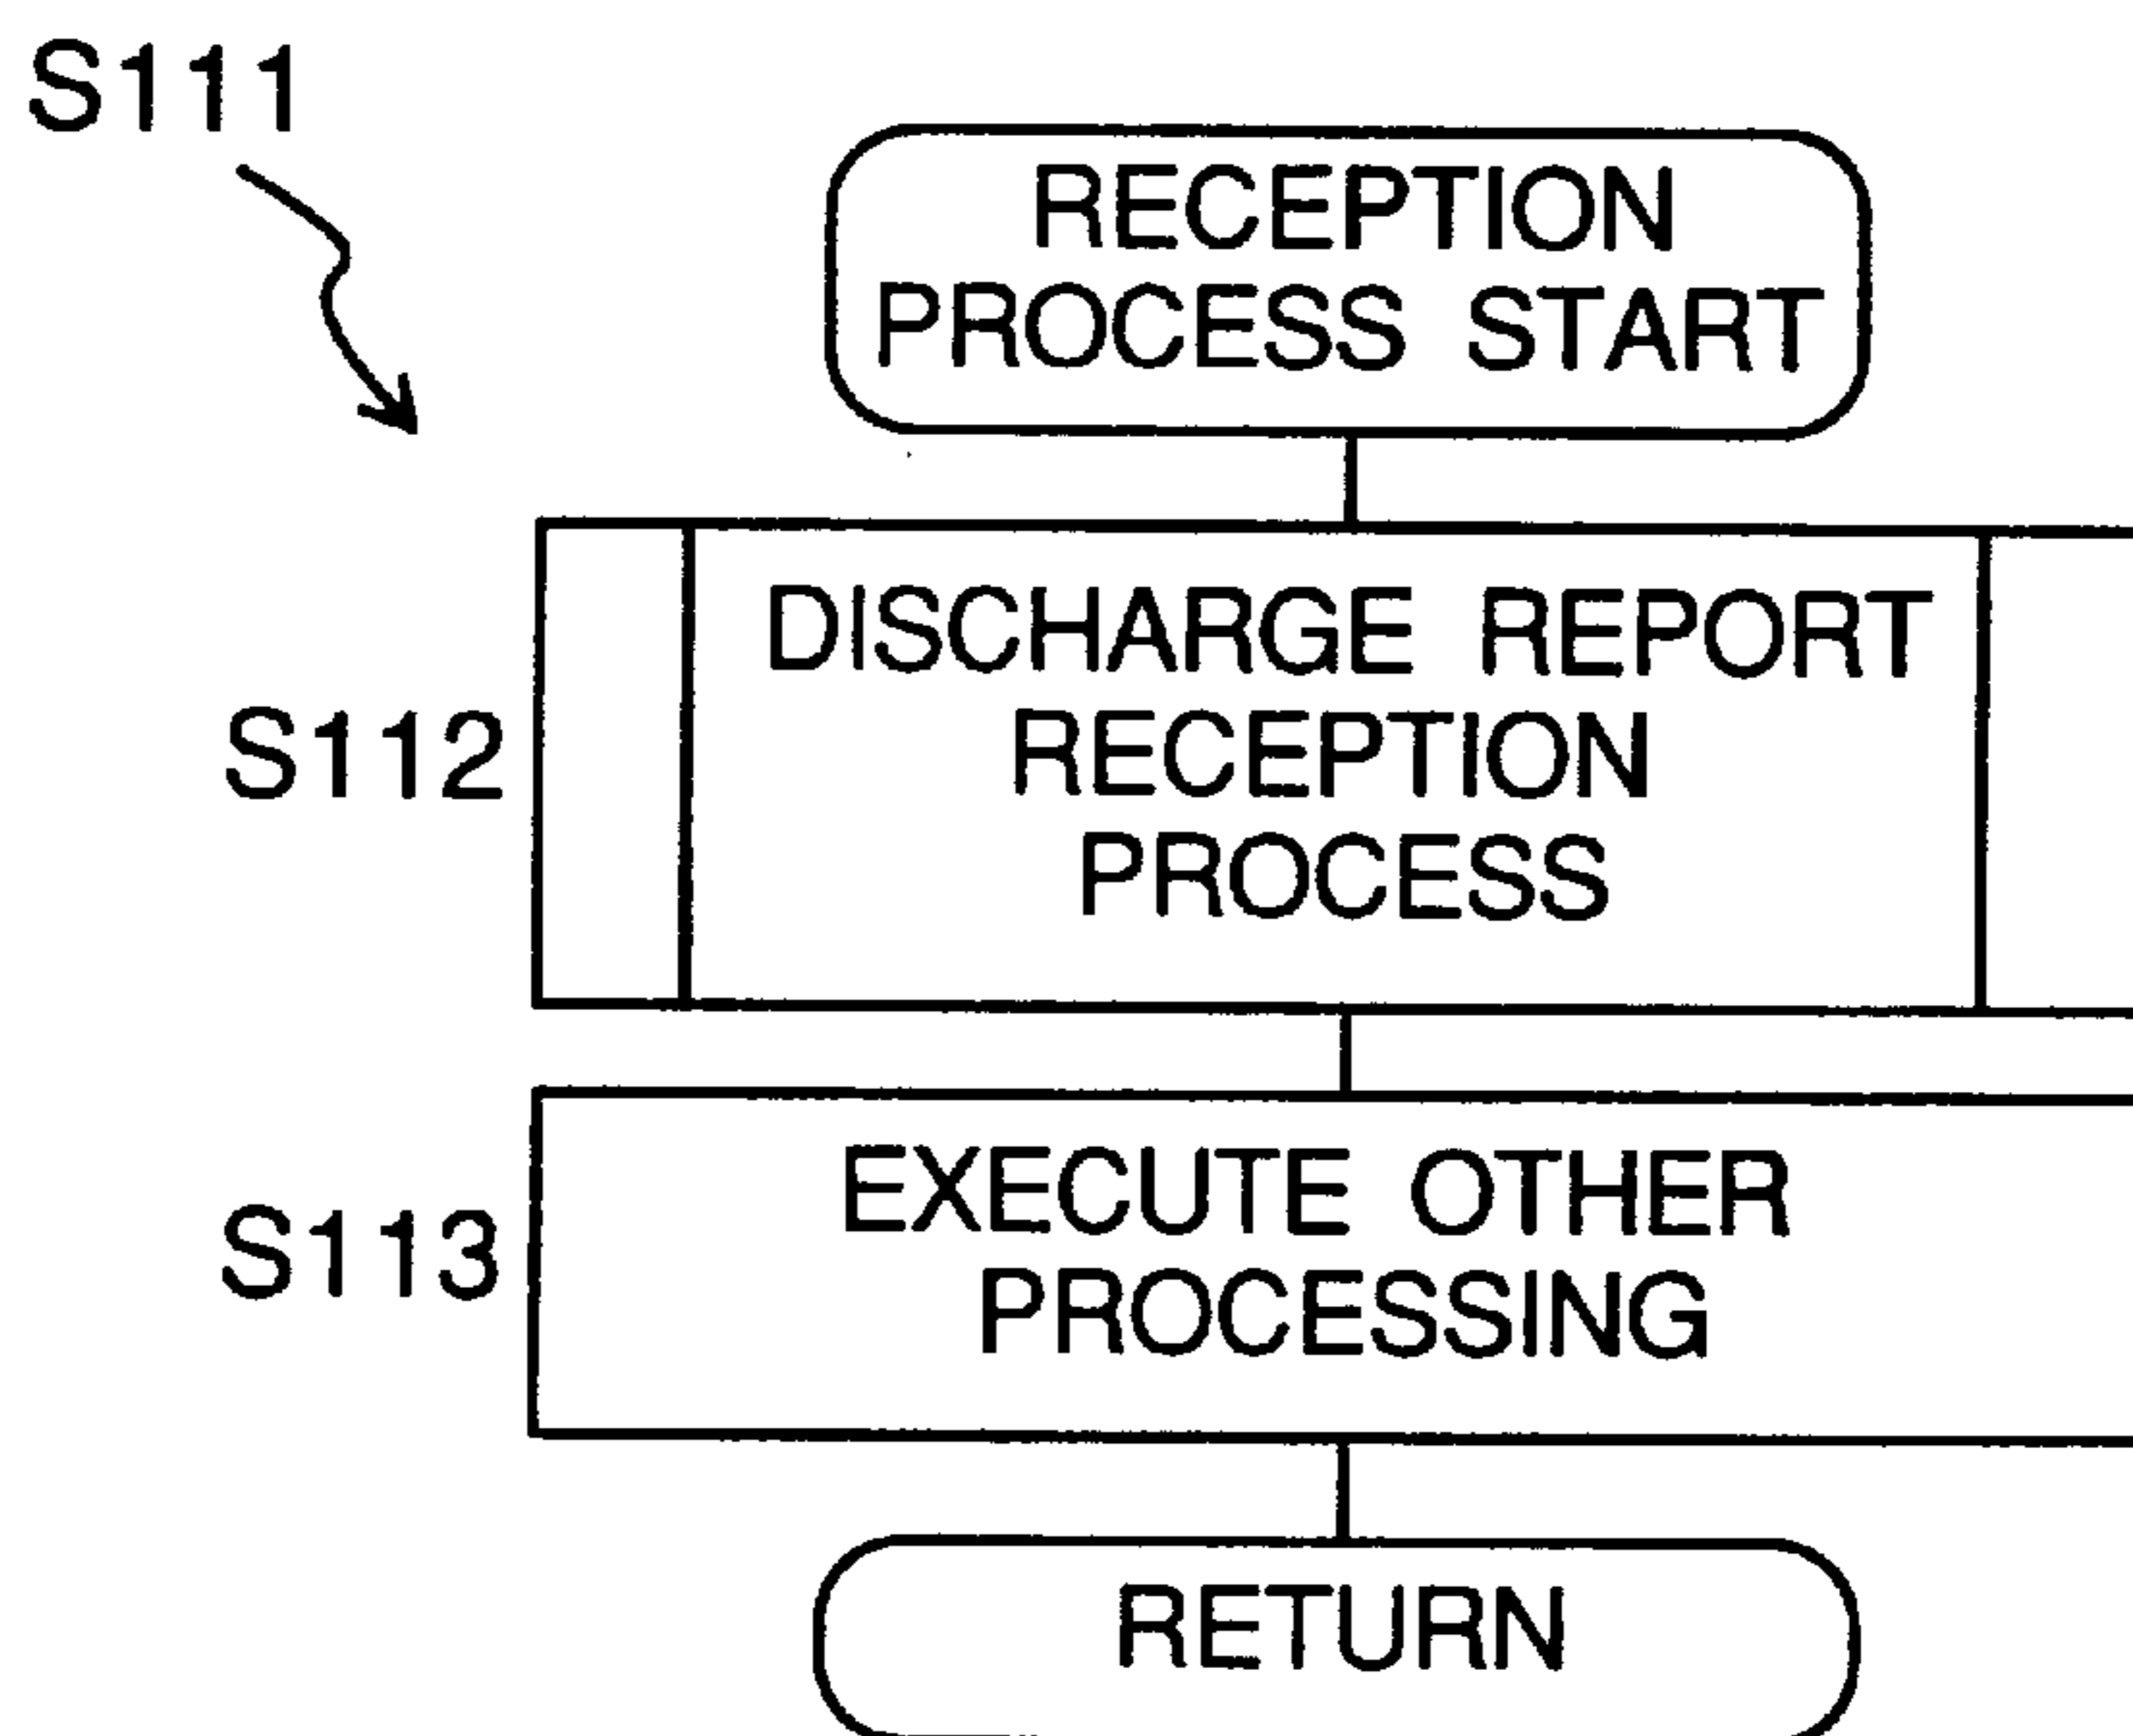 S111
RECEPTION
PROCESS START
DISCHARGE REPORT
RECEPTION
S112
PROCESS
EXECUTE OTHER
S113
PROCESSING
RETURN